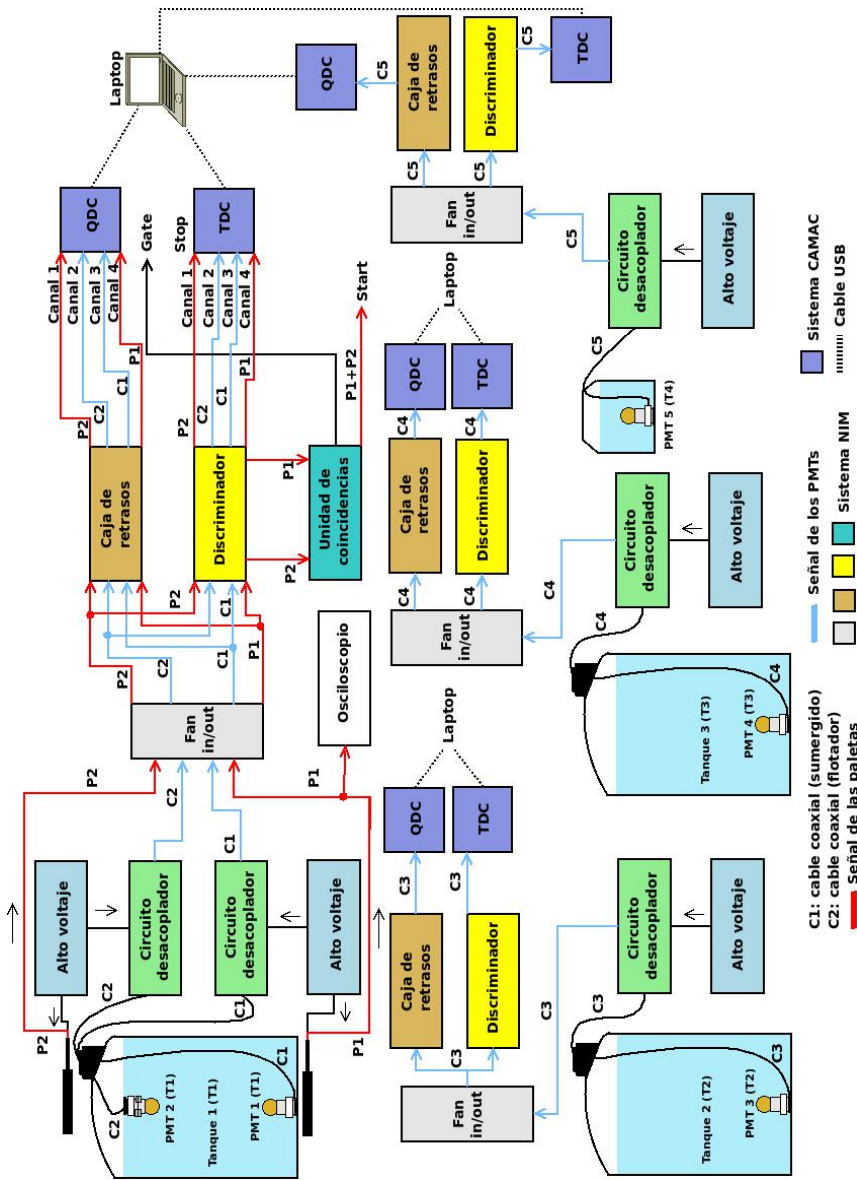 P2
Alto voltaje
C2
Circuito
desacoplador
C2
P2
C2
PMT 2 (T1)
Tanque 1 (T1)
PMT 1 (T1)
C1
C1
Circuito
desacoplador
C1
Alto voltaje
P1
P1
Osciloscopio
Fan
in/out
P2
C2
C1
P1
P2
C1
Caja de
retrasos
P2
C2
C1
P1
Canal 1
Canal 2
Canal 3
Canal 4
QDC
Laptop
Gate
Discriminador
P2
C2
C1
P1
Stop
Canal 1
Canal 2
Canal 3
Canal 4
TDC
P2
P1
Unidad de
coincidencias
P1+P2
Start
Fan
in/out
C3
Caja de
retrasos
C3
QDC
Discriminador
C3
TDC
Laptop
C3
Tanque 2 (T2)
PMT 3 (T2)
C3
C3
Circuito
desacoplador
Alto voltaje
Fan
in/out
C4
C4
Caja de
retrasos
C4
QDC
Discriminador
C4
TDC
Laptop
C4
Tanque 3 (T3)
PMT 4 (T3)
C4
C4
Circuito
desacoplador
Alto voltaje
Fan
in/out
C5
C5
Caja de
retrasos
C5
QDC
Discriminador
C5
TDC
C5
PMT 5 (T4)
C5
Circuito
desacoplador
Alto voltaje
C1: cable coaxial (sumergido)
C2: cable coaxial (flotador)
Señal de las paletas
Señal de los PMTs
Sistema NIM
Sistema CAMAC
Cable USB